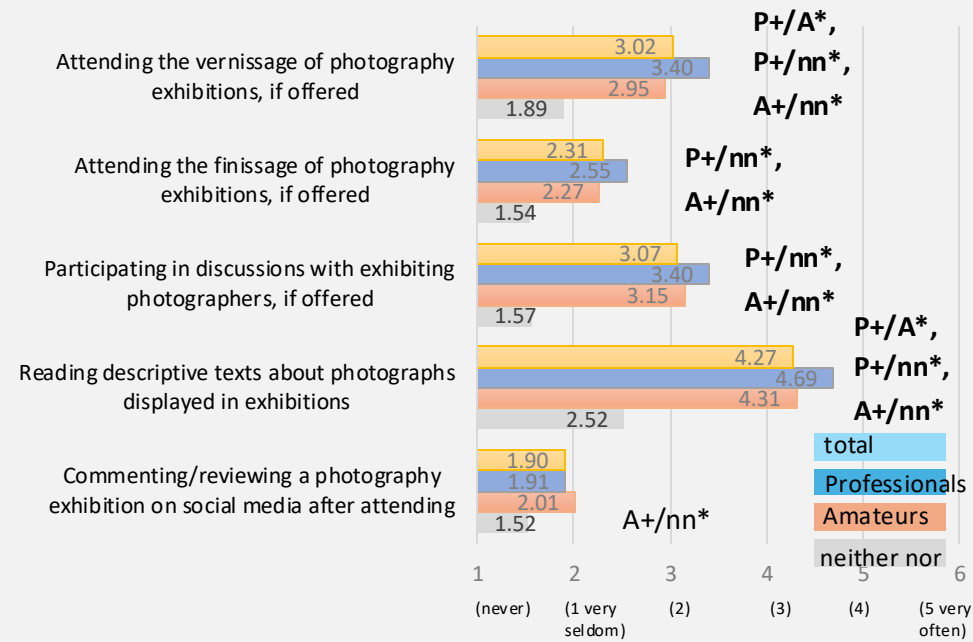 Attending the vernissage of photography
exhibitions, if offered
3.02
3.40
2.95
1.89
P+/A*,
P+/nn*,
A+/nn*
Attending the finissage of photography
exhibitions, if offered
2.31
2.55
2.27
1.54
P+/nn*,
A+/nn*
Participating in discussions with exhibiting
photographers, if offered
3.07
3.40
3.15
1.57
P+/nn*,
A+/nn*
Reading descriptive texts about photographs
displayed in exhibitions
4.27
4.69
4.31
2.52
P+/A*,
P+/nn*,
A+/nn*
Commenting/reviewing a photography
exhibition on social media after attending
1.90
1.91
2.01
1.52
A+/nn*
total
Professionals
Amateurs
neither nor
1 2 3 4 5 6
(never) (1 very (2) (3) (4) (5 very
seldom) often)